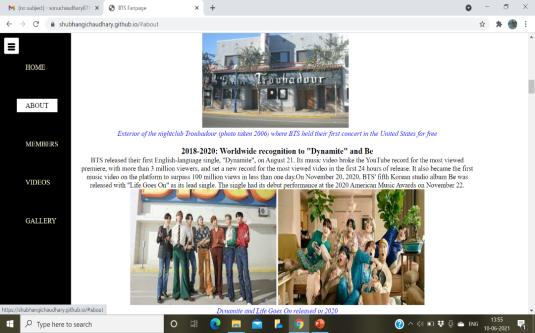 (no subject) - sonuchaudhary871
BTS Fanpage
shubhangichaudhary.github.io/#about
HOME
ABOUT
MEMBERS
VIDEOS
GALLERY
Troubadour
Exterior of the nightclub Troubadour (photo taken 2006) where BTS held their first concert in the United States for free
2018-2020: Worldwide recognition to "Dynamite" and Be
BTS released their first English-language single, "Dynamite", on August 21. Its music video broke the YouTube record for the most viewed
premiere, with more than 3 million viewers, and set a new record for the most viewed video in the first 24 hours of release. It also became the first
music video on the platform to surpass 100 million views in less than one day.On November 20, 2020, BTS' fifth Korean studio album Be was
released with "Life Goes On" as its lead single. The single had its debut performance at the 2020 American Music Awards on November 22.
Dynamite and Life Goes On released in 2020
https://shubhangichaudhary.github.io/#about
Type here to search
ENG
13:55
10-06-2021